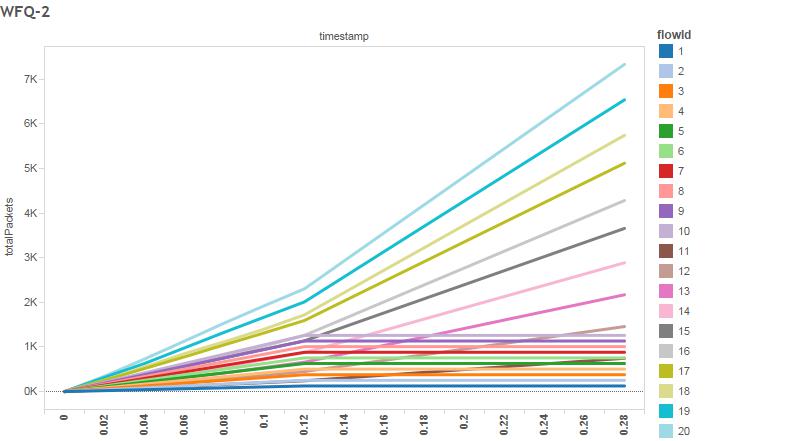 WFQ-2
timestamp
flowId
1
2
3
4
5
6
7
8
9
10
11
12
13
14
15
16
17
18
19
20
totalPackets
7K
6K
5K
4K
3K
2K
1K
0K
0
0.02
0.04
0.06
0.08
0.1
0.12
0.14
0.16
0.18
0.2
0.22
0.24
0.26
0.28